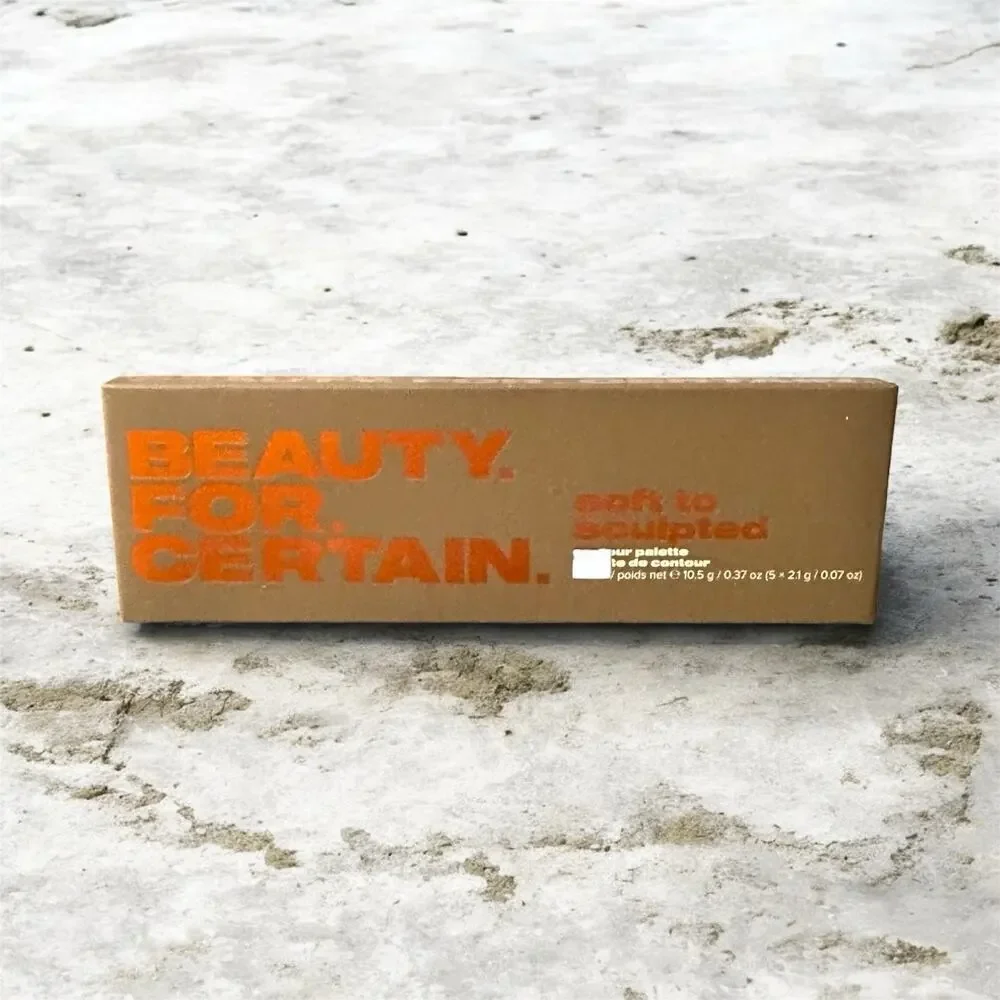 BEAUTY.
FOR.
CERTAIN.
soft to
sculpted
our palette
te de contour
/ poids net ℮ 10.5 g / 0.37 oz (5 × 2.1 g / 0.07 oz)